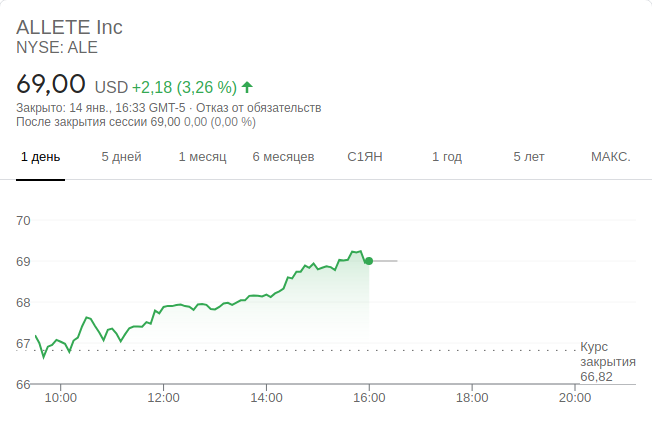 ALLETE Inc
NYSE: ALE
69,00 USD +2,18 (3,26 %) ↑
Закрыто: 14 янв., 16:33 GMT-5 · Отказ от обязательств
После закрытия сессии 69,00 0,00 (0,00 %)
1 день 5 дней 1 месяц 6 месяцев С1ЯН 1 год 5 лет МАКС.
70
69
68
67
66
Курс
закрытия
66,82
10:00 12:00 14:00 16:00 18:00 20:00